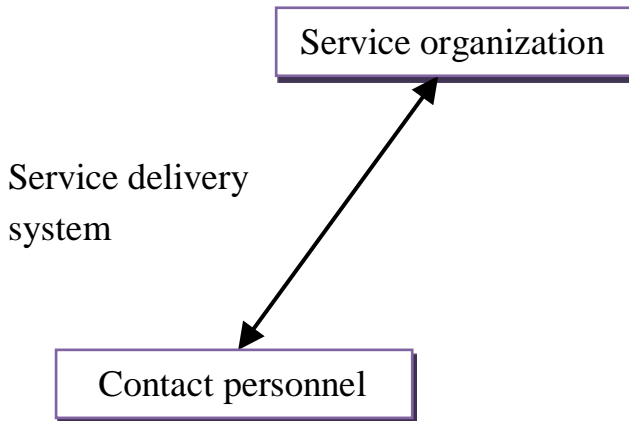 Service organization
Service delivery
system
Contact personnel